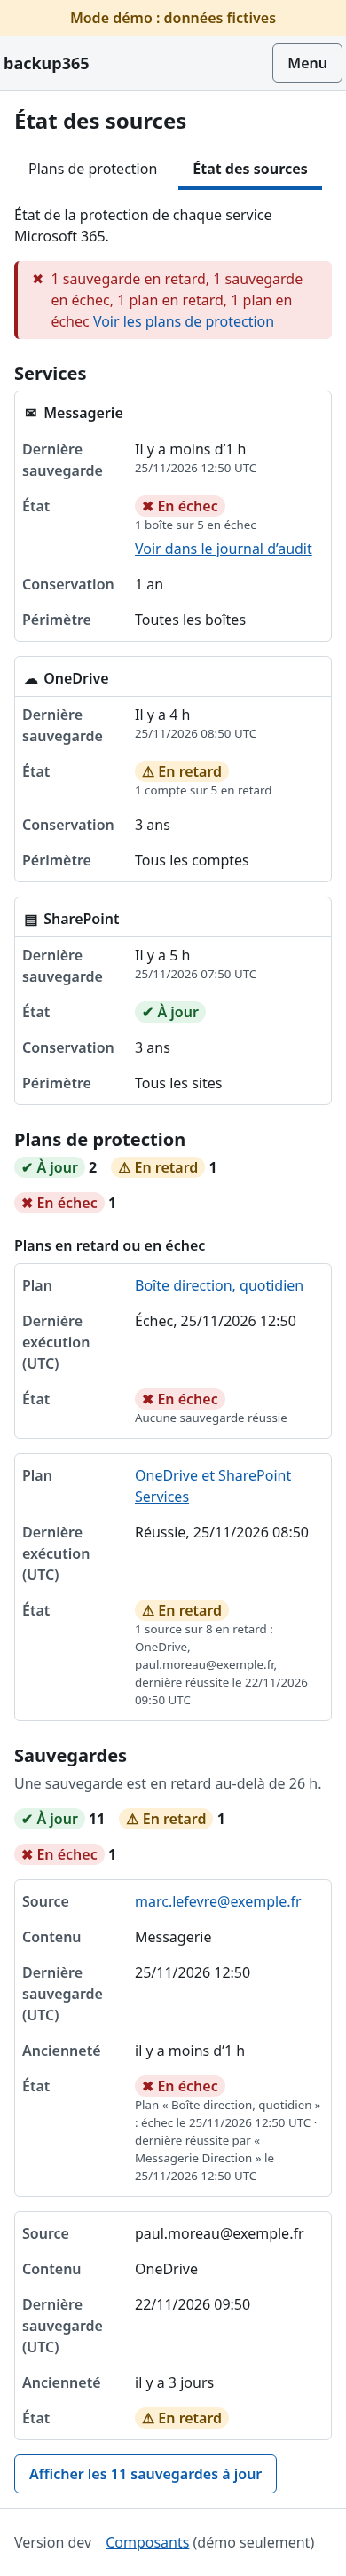 Mode démo : données fictives
backup365
Menu
État des sources
Plans de protection
État des sources
État de la protection de chaque service
Microsoft 365.
✖ 1 sauvegarde en retard, 1 sauvegarde
en échec, 1 plan en retard, 1 plan en
échec Voir les plans de protection
Services
✉ Messagerie
Dernière
sauvegarde
Il y a moins d’1 h
25/11/2026 12:50 UTC
État
✖ En échec
1 boîte sur 5 en échec
Voir dans le journal d’audit
Conservation
1 an
Périmètre
Toutes les boîtes
☁ OneDrive
Dernière
sauvegarde
Il y a 4 h
25/11/2026 08:50 UTC
État
⚠ En retard
1 compte sur 5 en retard
Conservation
3 ans
Périmètre
Tous les comptes
▤ SharePoint
Dernière
sauvegarde
Il y a 5 h
25/11/2026 07:50 UTC
État
✔ À jour
Conservation
3 ans
Périmètre
Tous les sites
Plans de protection
✔ À jour 2 ⚠ En retard 1
✖ En échec 1
Plans en retard ou en échec
Plan
Boîte direction, quotidien
Dernière
exécution
(UTC)
Échec, 25/11/2026 12:50
État
✖ En échec
Aucune sauvegarde réussie
Plan
OneDrive et SharePoint
Services
Dernière
exécution
(UTC)
Réussie, 25/11/2026 08:50
État
⚠ En retard
1 source sur 8 en retard :
OneDrive,
paul.moreau@exemple.fr,
dernière réussite le 22/11/2026
09:50 UTC
Sauvegardes
Une sauvegarde est en retard au-delà de 26 h.
✔ À jour 11 ⚠ En retard 1
✖ En échec 1
Source
marc.lefevre@exemple.fr
Contenu
Messagerie
Dernière
sauvegarde
(UTC)
25/11/2026 12:50
Ancienneté
il y a moins d’1 h
État
✖ En échec
Plan « Boîte direction, quotidien »
: échec le 25/11/2026 12:50 UTC ·
dernière réussite par «
Messagerie Direction » le
25/11/2026 12:50 UTC
Source
paul.moreau@exemple.fr
Contenu
OneDrive
Dernière
sauvegarde
(UTC)
22/11/2026 09:50
Ancienneté
il y a 3 jours
État
⚠ En retard
Afficher les 11 sauvegardes à jour
Version dev Composants (démo seulement)